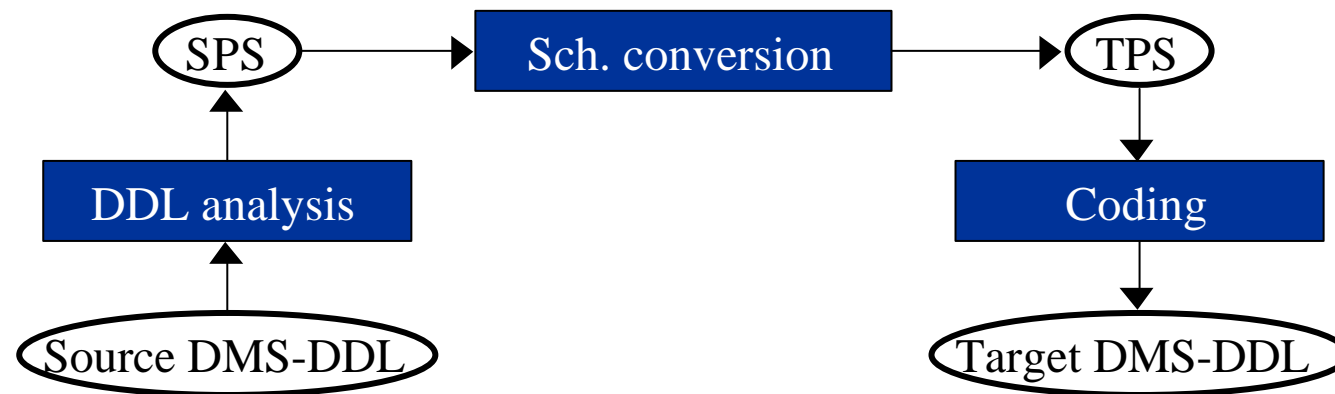 SPS
Sch. conversion
TPS
DDL analysis
Coding
Source DMS-DDL
Target DMS-DDL